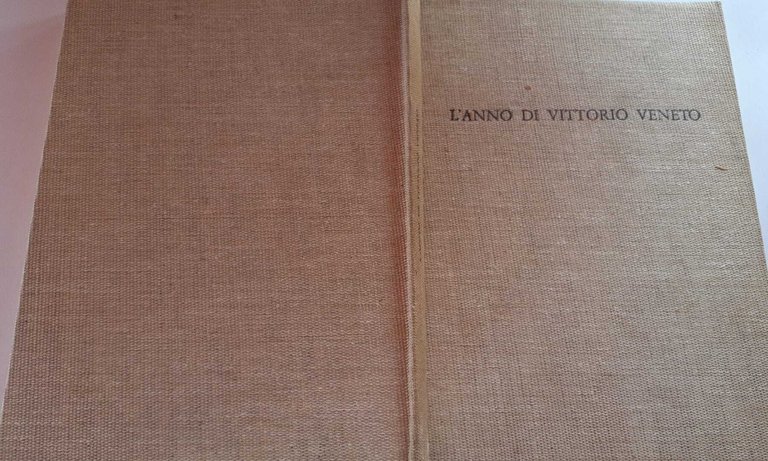 L'ANNO DI VITTORIO VENETO